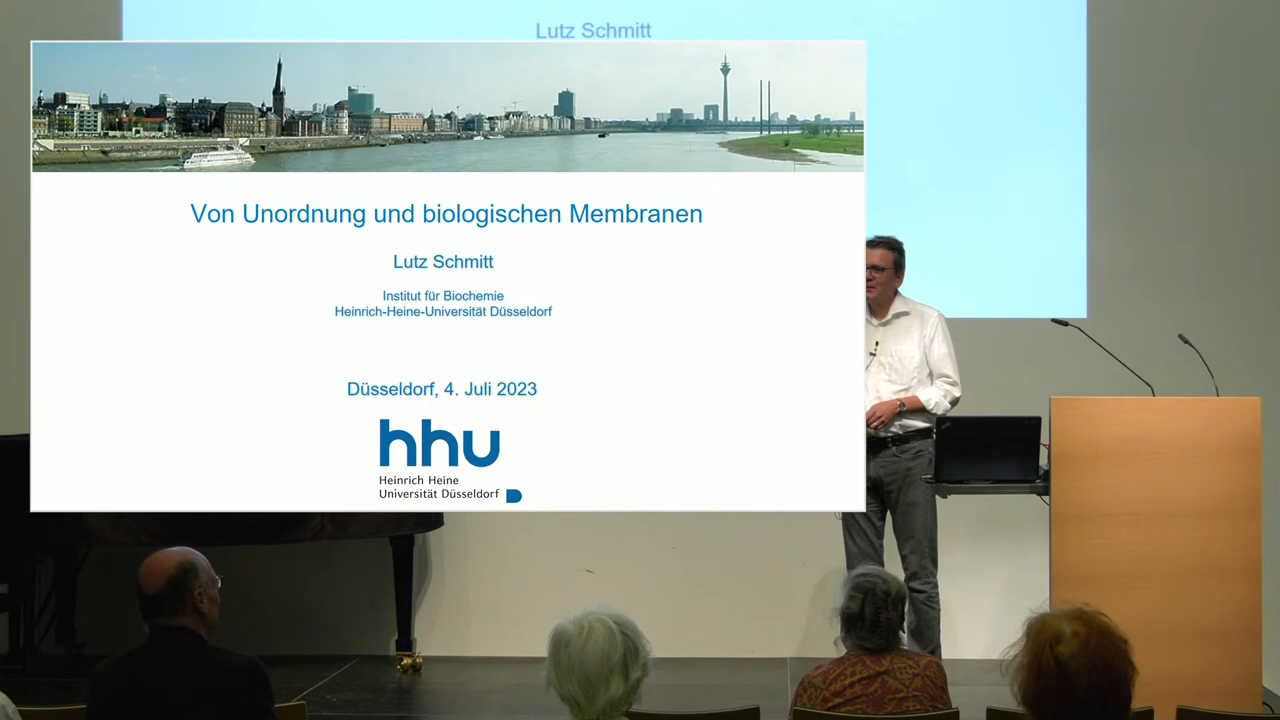 Lutz Schmitt
Von Unordnung und biologischen Membranen
Lutz Schmitt
Institut für Biochemie
Heinrich-Heine-Universität Düsseldorf
Düsseldorf, 4. Juli 2023
hhu
Heinrich Heine
Universität Düsseldorf